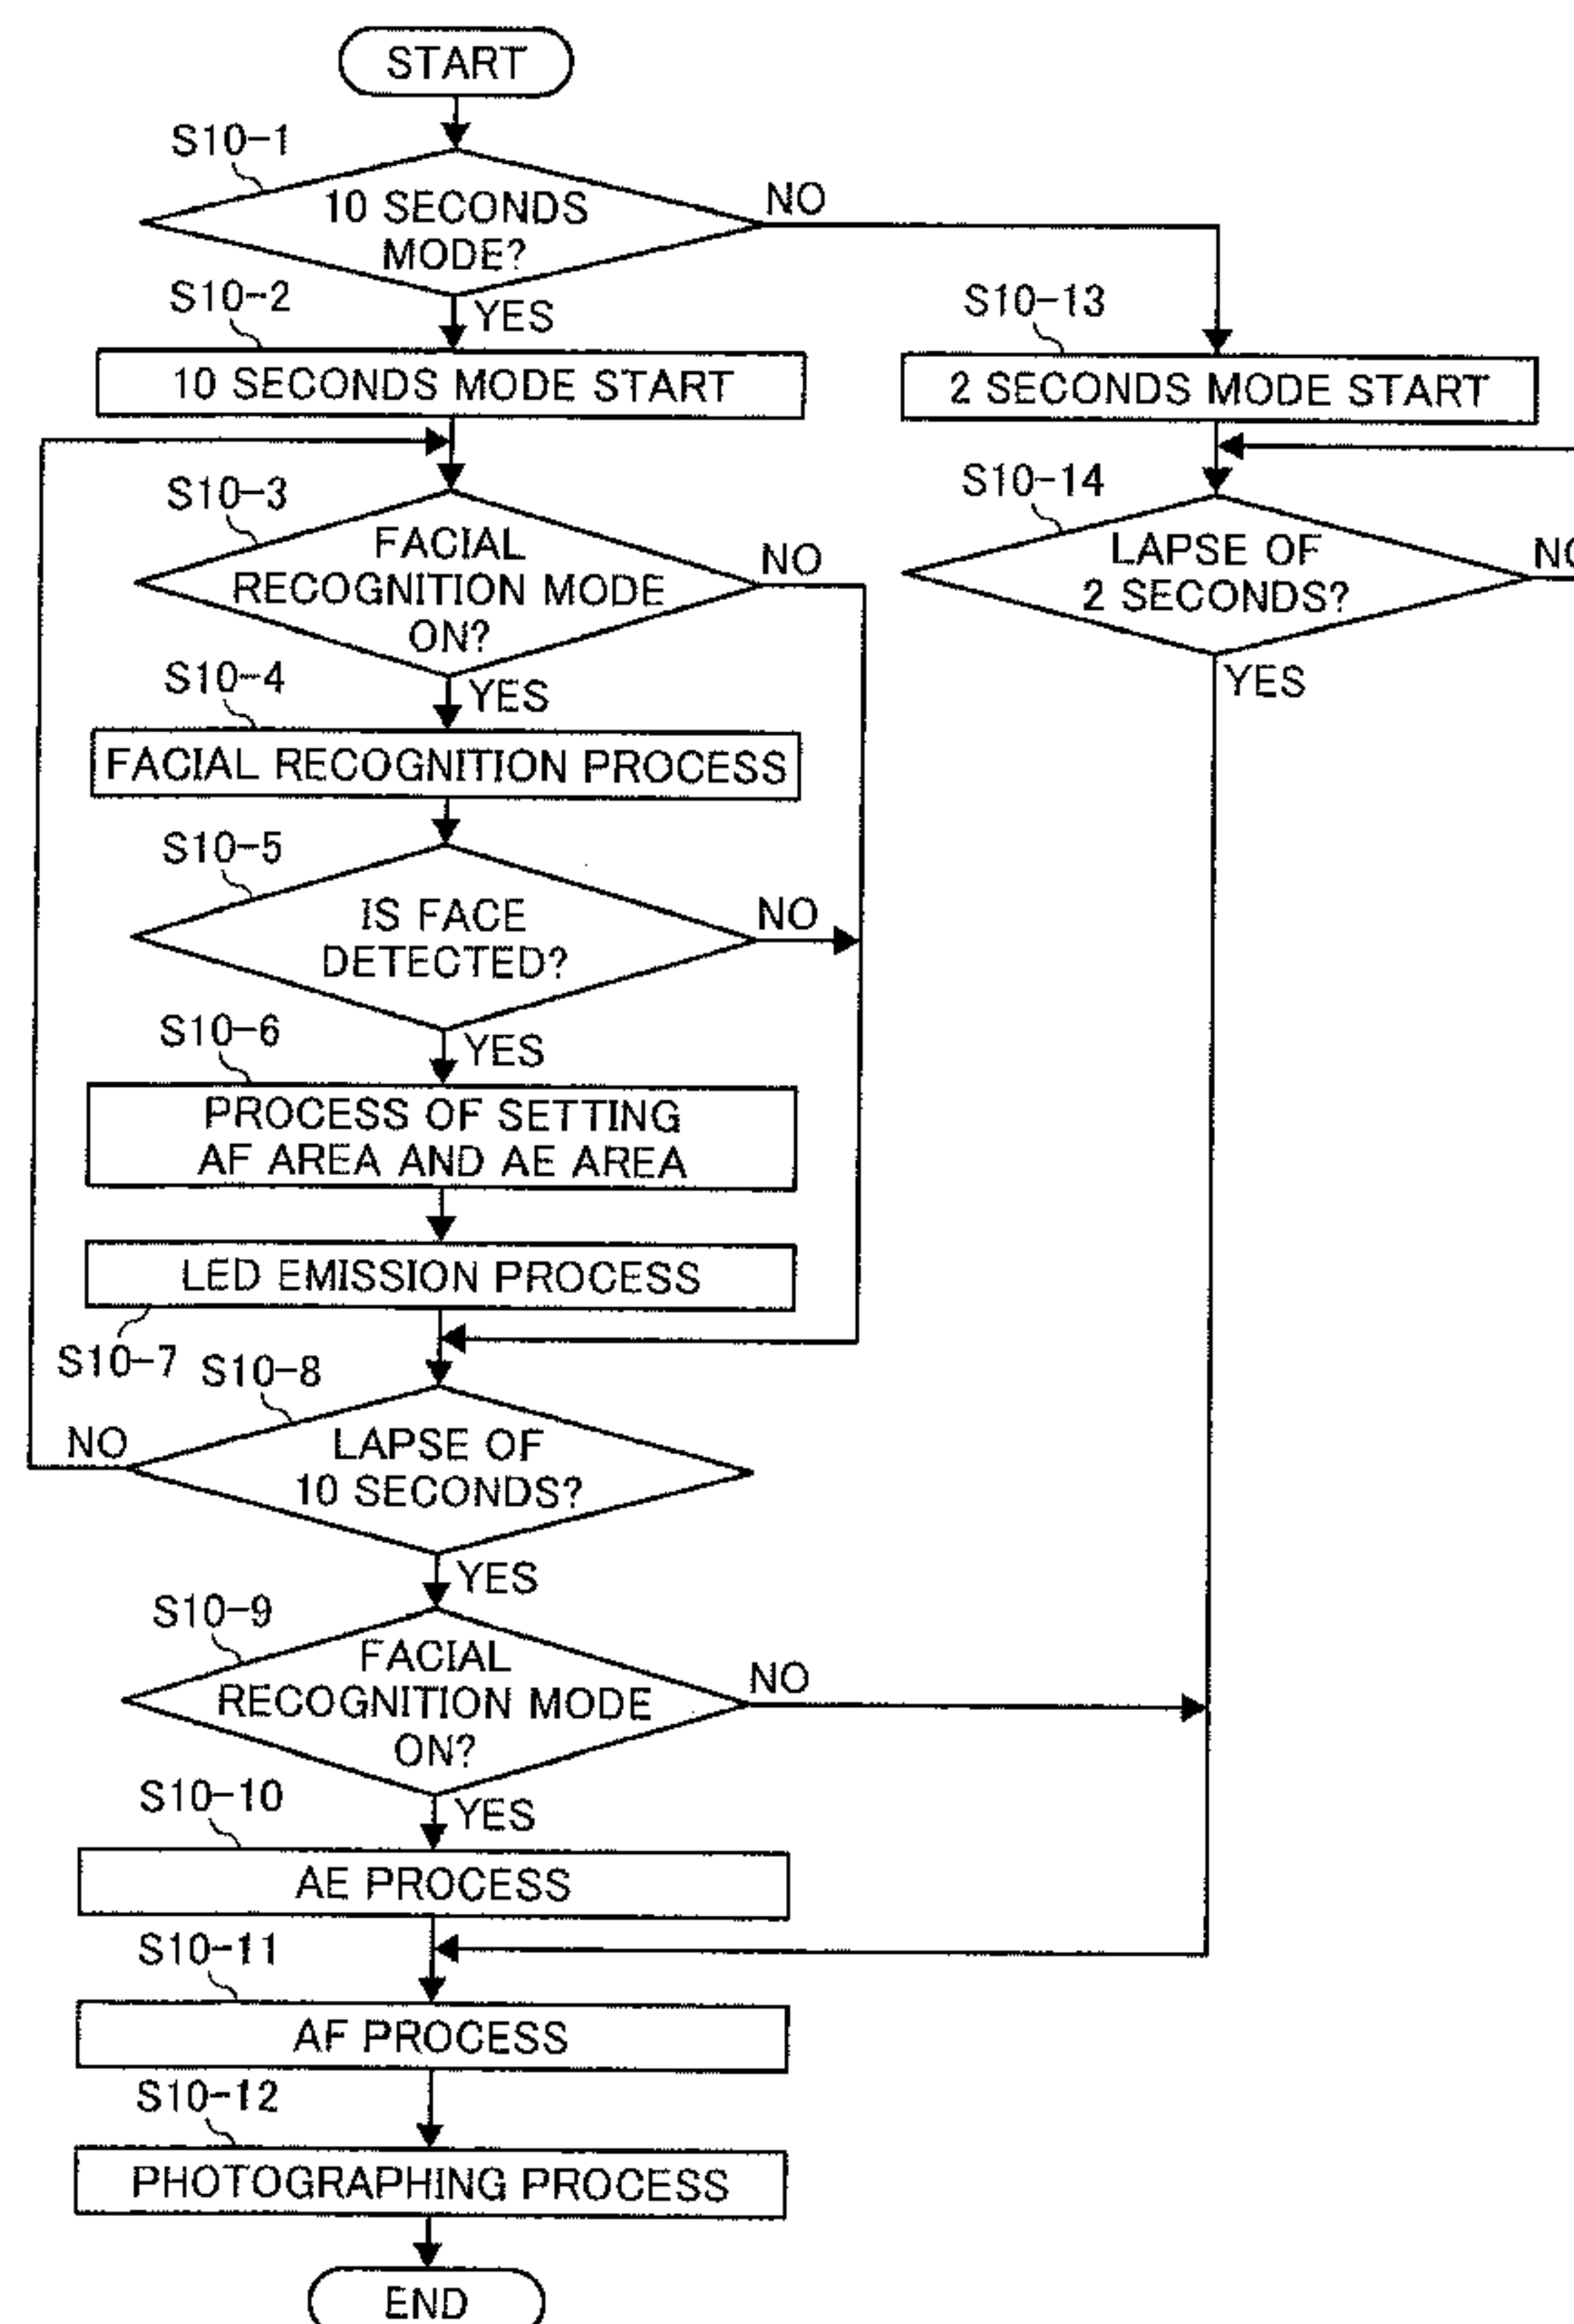 START
S10-1
10 SECONDS
MODE?
NO
YES
S10-2
10 SECONDS MODE START
S10-13
2 SECONDS MODE START
S10-3
FACIAL
RECOGNITION MODE
ON?
NO
YES
S10-14
LAPSE OF
2 SECONDS?
NO
YES
S10-4
FACIAL RECOGNITION PROCESS
S10-5
IS FACE
DETECTED?
NO
YES
S10-6
PROCESS OF SETTING
AF AREA AND AE AREA
LED EMISSION PROCESS
S10-7
S10-8
LAPSE OF
10 SECONDS?
NO
YES
S10-9
FACIAL
RECOGNITION MODE
ON?
NO
YES
S10-10
AE PROCESS
S10-11
AF PROCESS
S10-12
PHOTOGRAPHING PROCESS
END